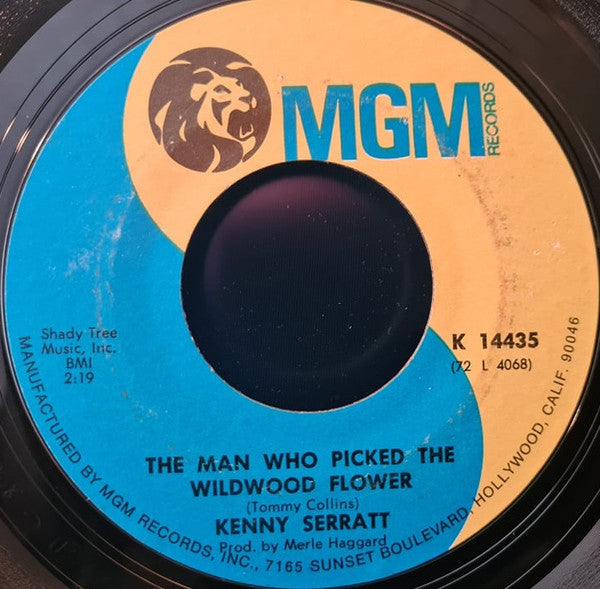 MGM
RECORDS
Shady Tree
Music, Inc.
BMI
2:19
K 14435
(72 L 4068)
THE MAN WHO PICKED THE
WILDWOOD FLOWER
(Tommy Collins)
KENNY SERRATT
Prod. by Merle Haggard
MANUFACTURED BY MGM RECORDS, INC., 7165 SUNSET BOULEVARD, HOLLYWOOD, CALIF. 90046